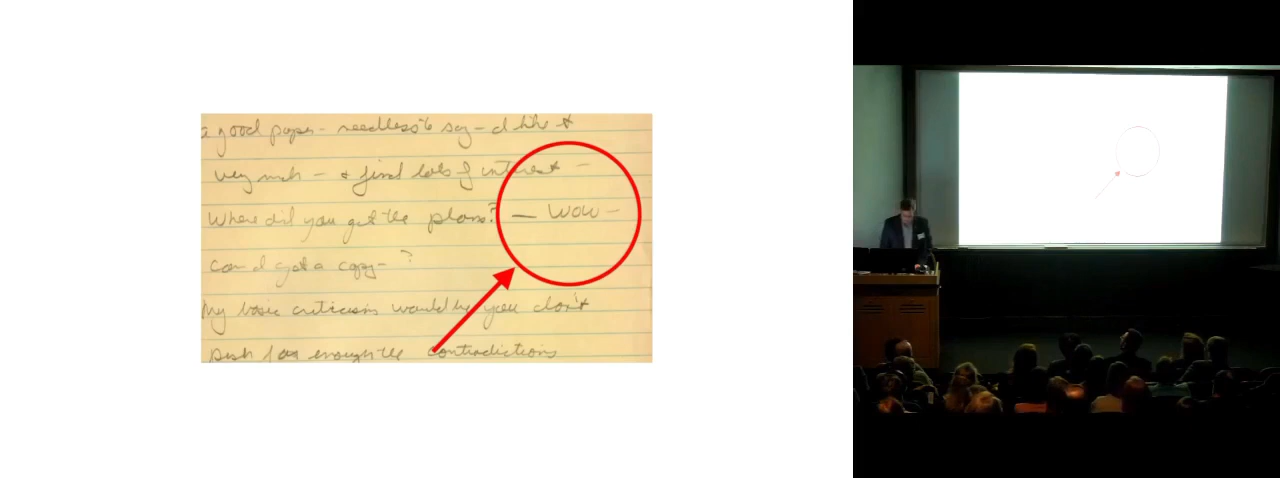 a good paper - needless to say - I like it
very much - & find lots of interest -
Where did you get the plans? - WOW -
can I get a copy - ?
My basic criticism would be you don't
push far enough the contradictions